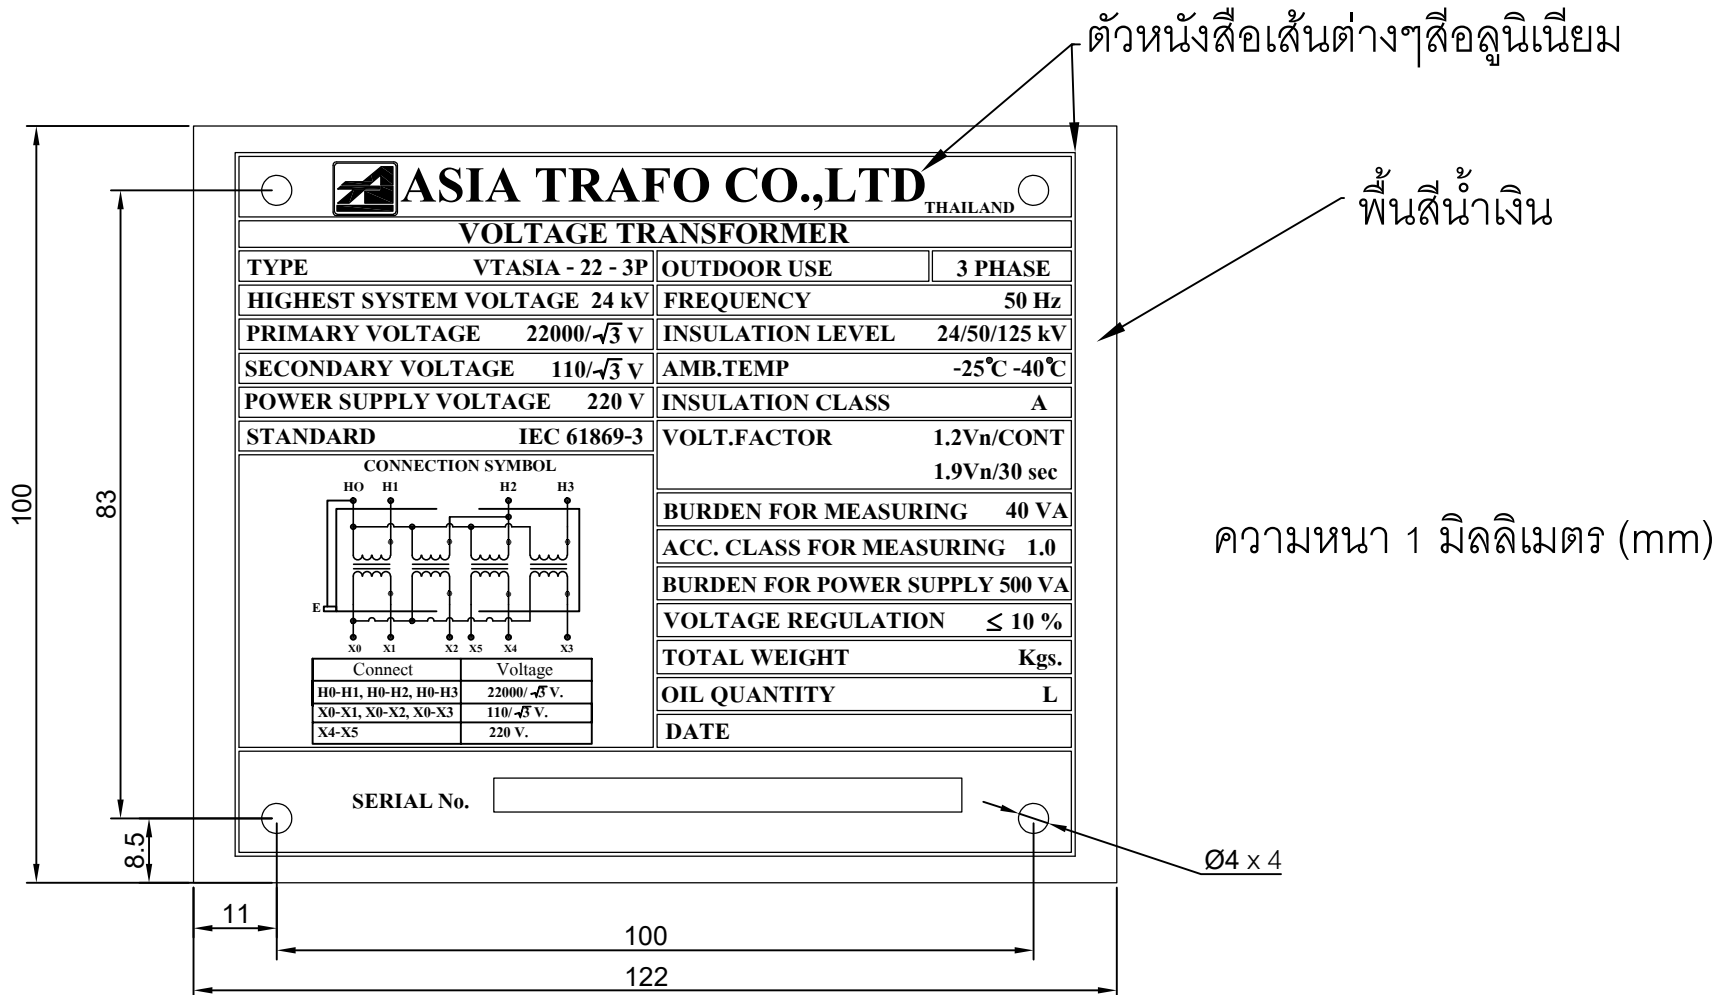 ตัวหนังสือเส้นต่างๆสีอลูนิเนียม
ASIA TRAFO CO.,LTD THAILAND
พื้นสีน้ำเงิน
VOLTAGE TRANSFORMER
TYPE VTASIA - 22 - 3P
OUTDOOR USE 3 PHASE
HIGHEST SYSTEM VOLTAGE 24 kV
FREQUENCY 50 Hz
PRIMARY VOLTAGE 22000/√3 V
INSULATION LEVEL 24/50/125 kV
SECONDARY VOLTAGE 110/√3 V
AMB.TEMP -25°C -40°C
POWER SUPPLY VOLTAGE 220 V
INSULATION CLASS A
STANDARD IEC 61869-3
VOLT.FACTOR 1.2Vn/CONT
1.9Vn/30 sec
CONNECTION SYMBOL
HO H1 H2 H3
E
X0 X1 X2 X5 X4 X3
Connect Voltage
H0-H1, H0-H2, H0-H3 22000/√3 V.
X0-X1, X0-X2, X0-X3 110/√3 V.
X4-X5 220 V.
BURDEN FOR MEASURING 40 VA
ACC. CLASS FOR MEASURING 1.0
BURDEN FOR POWER SUPPLY 500 VA
VOLTAGE REGULATION ≤ 10 %
TOTAL WEIGHT Kgs.
OIL QUANTITY L
DATE
SERIAL No.
ความหนา 1 มิลลิเมตร (mm)
100
83
8.5
Ø4 x 4
11
100
122